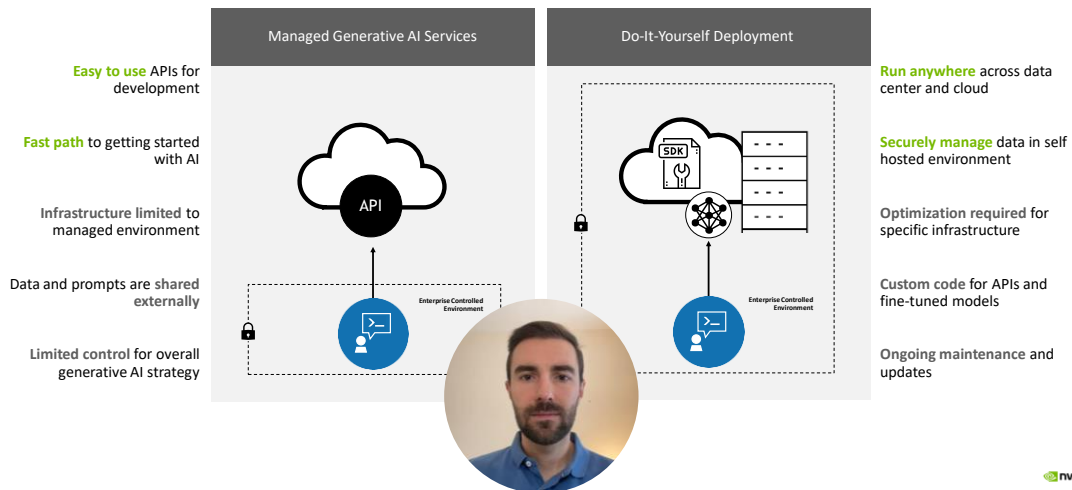 Managed Generative AI Services
Do-It-Yourself Deployment
Easy to use APIs for
development
Fast path to getting started
with AI
Infrastructure limited to
managed environment
Data and prompts are shared
externally
Limited control for overall
generative AI strategy
API
Enterprise Controlled
Environment
SDK
Enterprise Controlled
Environment
Run anywhere across data
center and cloud
Securely manage data in self
hosted environment
Optimization required for
specific infrastructure
Custom code for APIs and
fine-tuned models
Ongoing maintenance and
updates